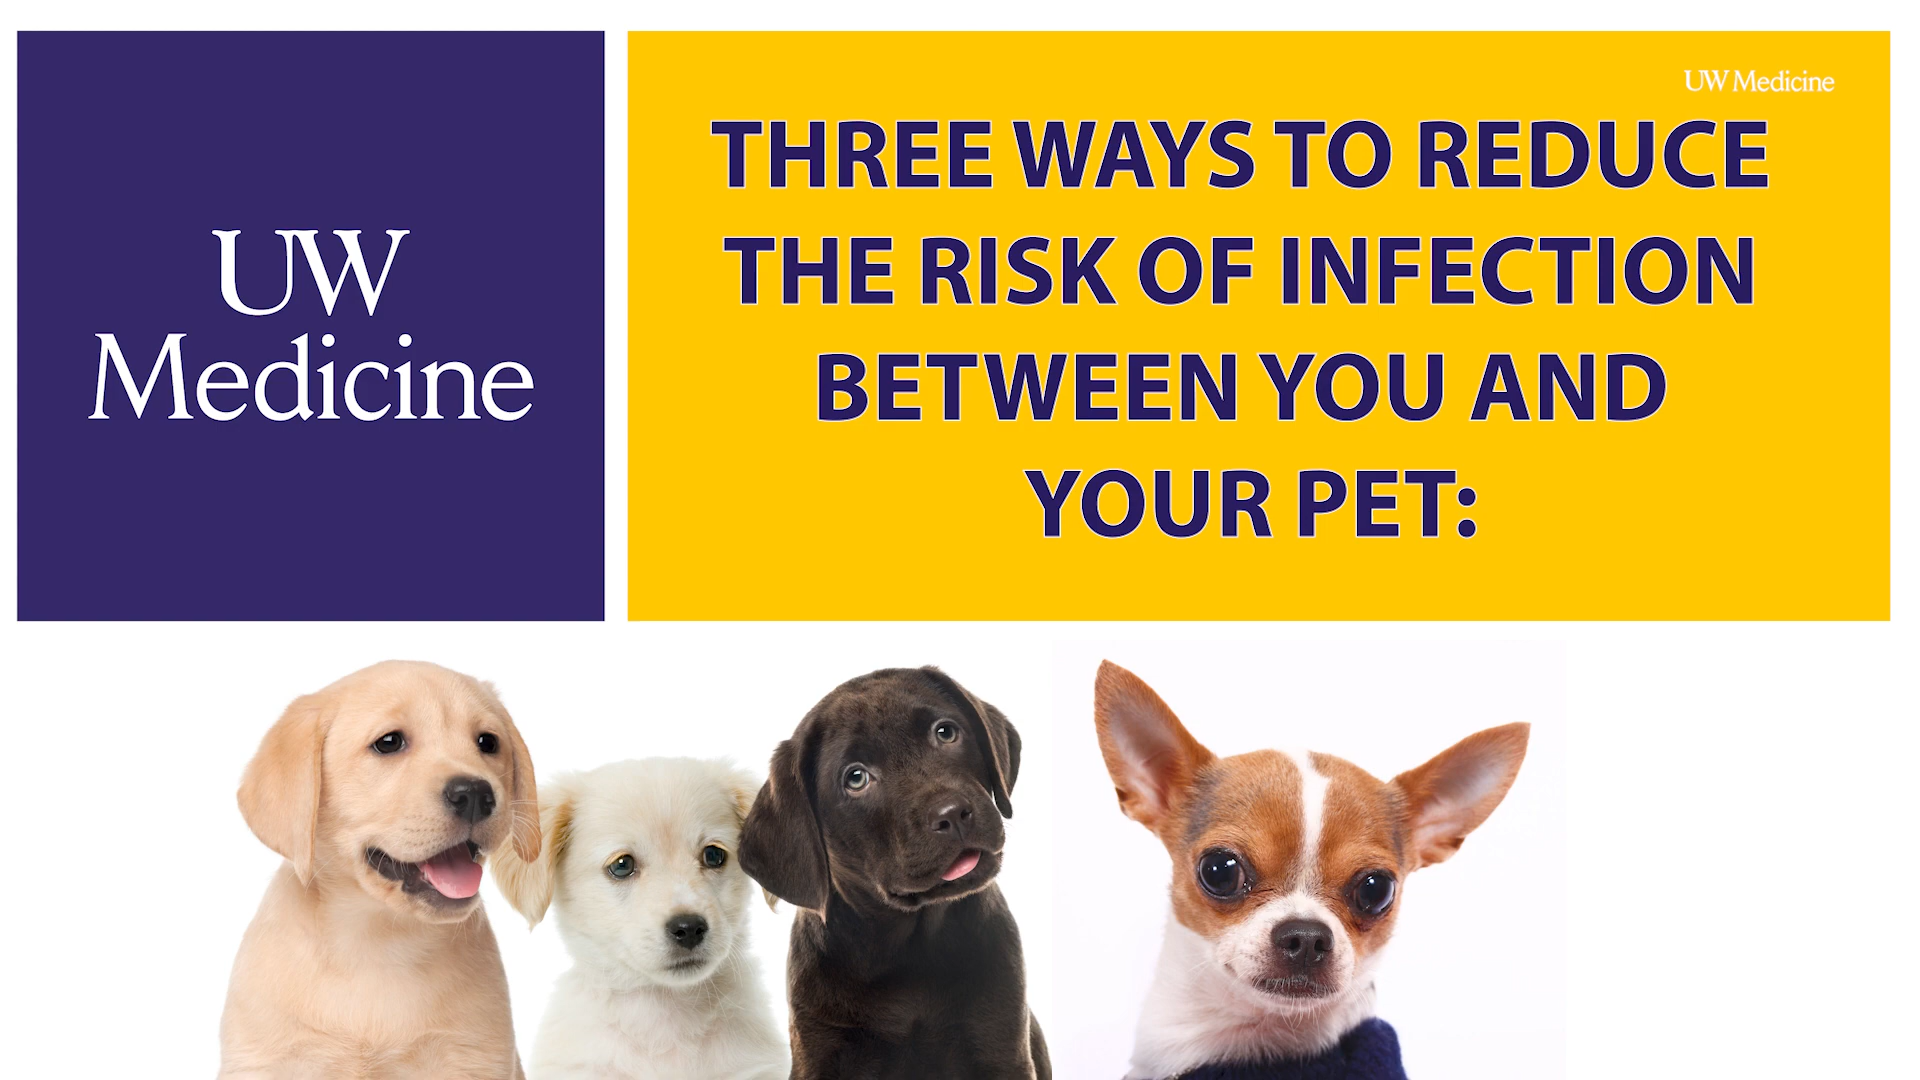 UW
Medicine
UW Medicine
THREE WAYS TO REDUCE
THE RISK OF INFECTION
BETWEEN YOU AND
YOUR PET: